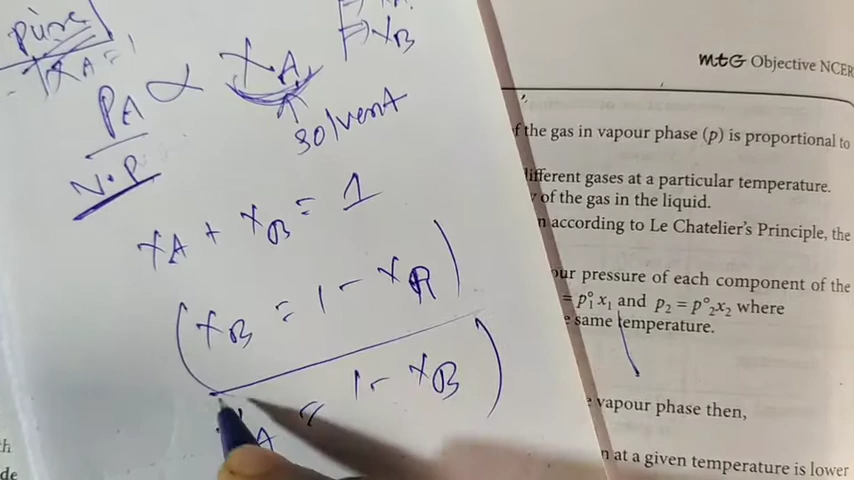 pure
xA = 1
xB
PA ∝ xA
solvent
V.P
xA + xB = 1
xB = 1 - xA
xA = 1 - xB
mtG Objective NCER
of the gas in vapour phase (p) is proportional to
different gases at a particular temperature.
of the gas in the liquid.
according to Le Chatelier's Principle, the
pour pressure of each component of the
= p°₁x₁ and p₂ = p°₂x₂ where
same temperature.
vapour phase then,
at a given temperature is lower